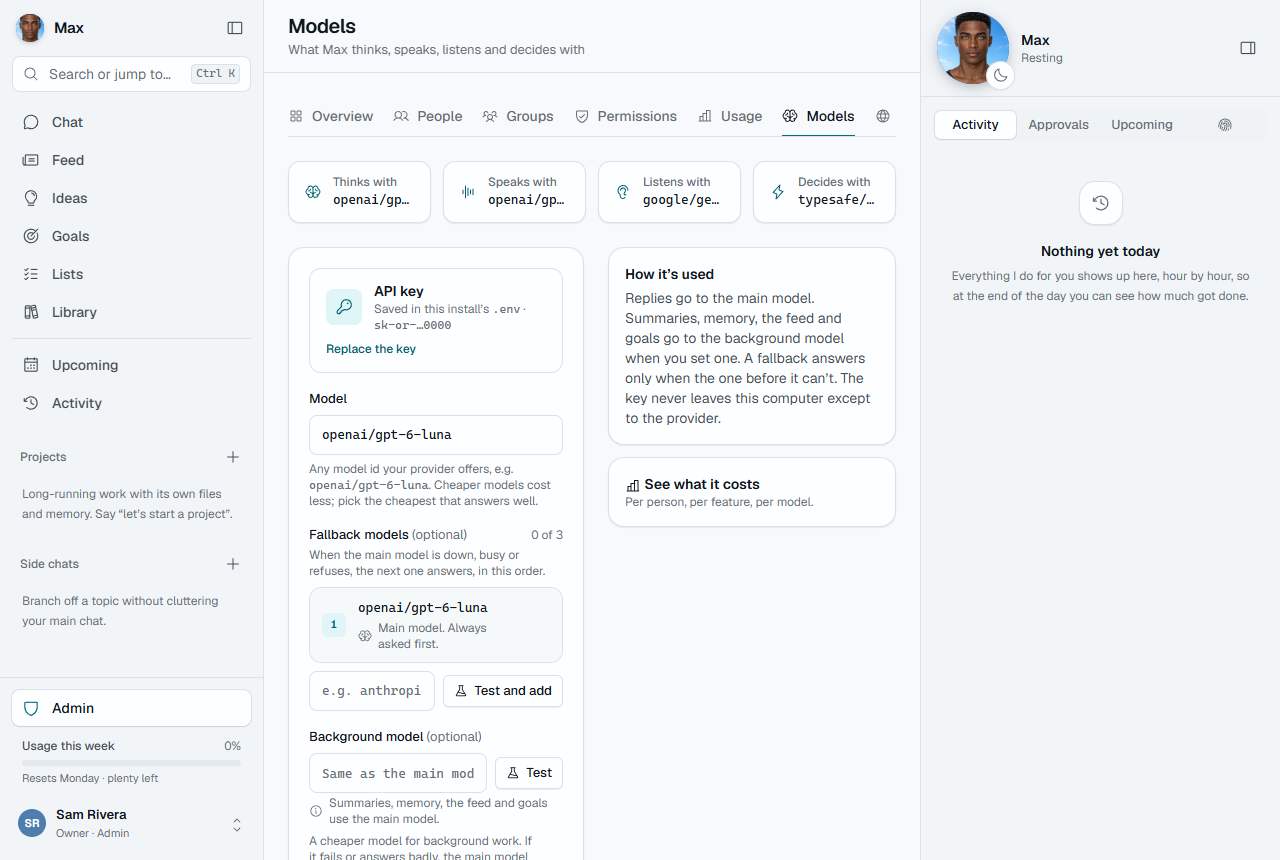 Max
Search or jump to...
Ctrl K
Chat
Feed
Ideas
Goals
Lists
Library
Upcoming
Activity
Projects
Long-running work with its own files
and memory. Say “let’s start a project”.
Side chats
Branch off a topic without cluttering
your main chat.
Admin
Usage this week
0%
Resets Monday · plenty left
SR
Sam Rivera
Owner · Admin
Models
What Max thinks, speaks, listens and decides with
Overview
People
Groups
Permissions
Usage
Models
Thinks with
openai/gp…
Speaks with
openai/gp…
Listens with
google/ge…
Decides with
typesafe/…
API key
Saved in this install’s .env ·
sk-or-…0000
Replace the key
Model
openai/gpt-6-luna
Any model id your provider offers, e.g.
openai/gpt-6-luna. Cheaper models cost
less; pick the cheapest that answers well.
Fallback models (optional)
0 of 3
When the main model is down, busy or
refuses, the next one answers, in this order.
1
openai/gpt-6-luna
Main model. Always
asked first.
e.g. anthropi
Test and add
Background model (optional)
Same as the main mod
Test
Summaries, memory, the feed and goals
use the main model.
A cheaper model for background work. If
it fails or answers badly, the main model
How it’s used
Replies go to the main model.
Summaries, memory, the feed and
goals go to the background model
when you set one. A fallback answers
only when the one before it can’t. The
key never leaves this computer except
to the provider.
See what it costs
Per person, per feature, per model.
Max
Resting
Activity
Approvals
Upcoming
Nothing yet today
Everything I do for you shows up here, hour by hour, so
at the end of the day you can see how much got done.